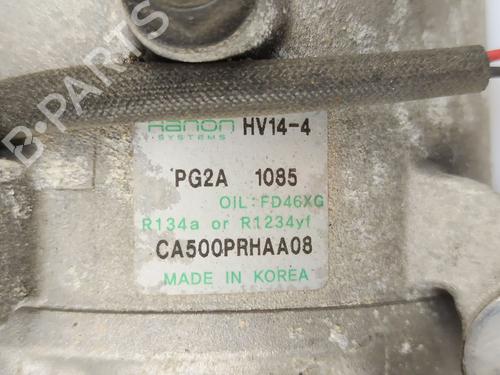 Hanon HV14-4
SYSTEMS
PG2A 1085
OIL:FD46XG
R134a or R1234yf
CA500PRHAA08
MADE IN KOREA
B-PARTS